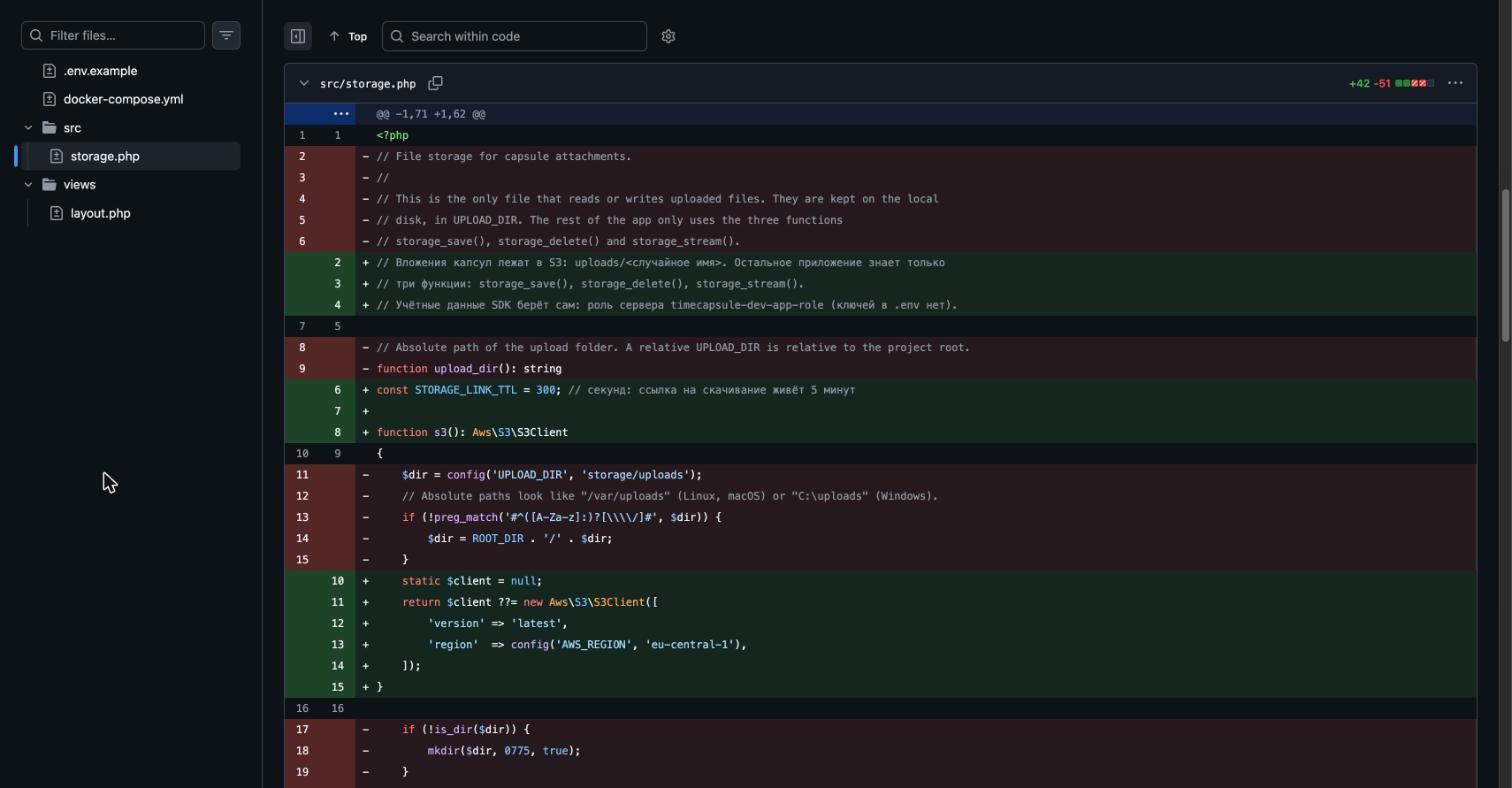 Filter files...
.env.example
docker-compose.yml
src
storage.php
views
layout.php
Top
Search within code
src/storage.php
+42 -51
@@ -1,71 +1,62 @@
1 1 <?php
2 - // File storage for capsule attachments.
3 - //
4 - // This is the only file that reads or writes uploaded files. They are kept on the local
5 - // disk, in UPLOAD_DIR. The rest of the app only uses the three functions
6 - // storage_save(), storage_delete() and storage_stream().
2 + // Вложения капсул лежат в S3: uploads/<случайное имя>. Остальное приложение знает только
3 + // три функции: storage_save(), storage_delete(), storage_stream().
4 + // Учётные данные SDK берёт сам: роль сервера timecapsule-dev-app-role (ключей в .env нет).
7 5
8 - // Absolute path of the upload folder. A relative UPLOAD_DIR is relative to the project root.
9 - function upload_dir(): string
6 + const STORAGE_LINK_TTL = 300; // секунд: ссылка на скачивание живёт 5 минут
7 +
8 + function s3(): Aws\S3\S3Client
10 9 {
11 - $dir = config('UPLOAD_DIR', 'storage/uploads');
12 - // Absolute paths look like "/var/uploads" (Linux, macOS) or "C:\uploads" (Windows).
13 - if (!preg_match('#^([A-Za-z]:)?[\\\\/]#', $dir)) {
14 - $dir = ROOT_DIR . '/' . $dir;
15 - }
10 + static $client = null;
11 + return $client ??= new Aws\S3\S3Client([
12 + 'version' => 'latest',
13 + 'region' => config('AWS_REGION', 'eu-central-1'),
14 + ]);
15 + }
16 16
17 - if (!is_dir($dir)) {
18 - mkdir($dir, 0775, true);
19 - }